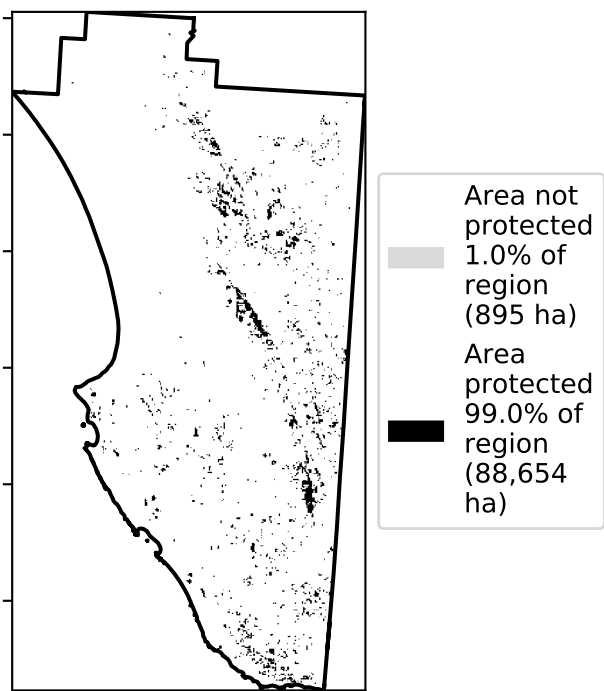 Area not
protected
1.0% of
region
(895 ha)
Area
protected
99.0% of
region
(88,654
ha)